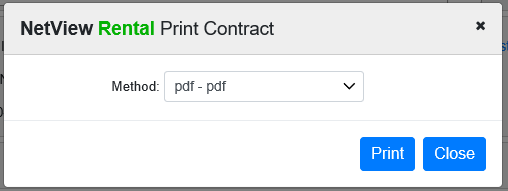 NetView Rental Print Contract ×
Method: pdf - pdf
Print Close